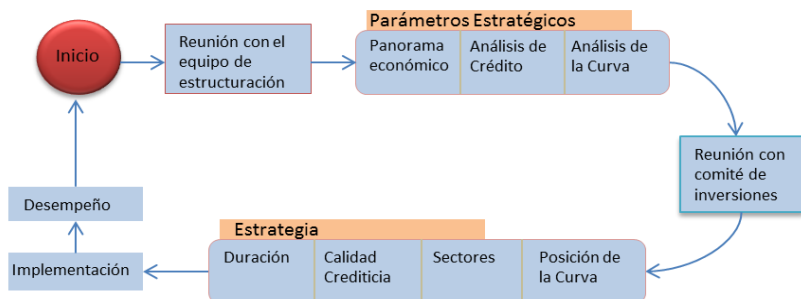 Inicio
Reunión con el
equipo de
estructuración
Parámetros Estratégicos
Panorama
económico
Análisis de
Crédito
Análisis de
la Curva
Reunión con
comité de
inversiones
Estrategia
Duración
Calidad
Crediticia
Sectores
Posición de
la Curva
Implementación
Desempeño